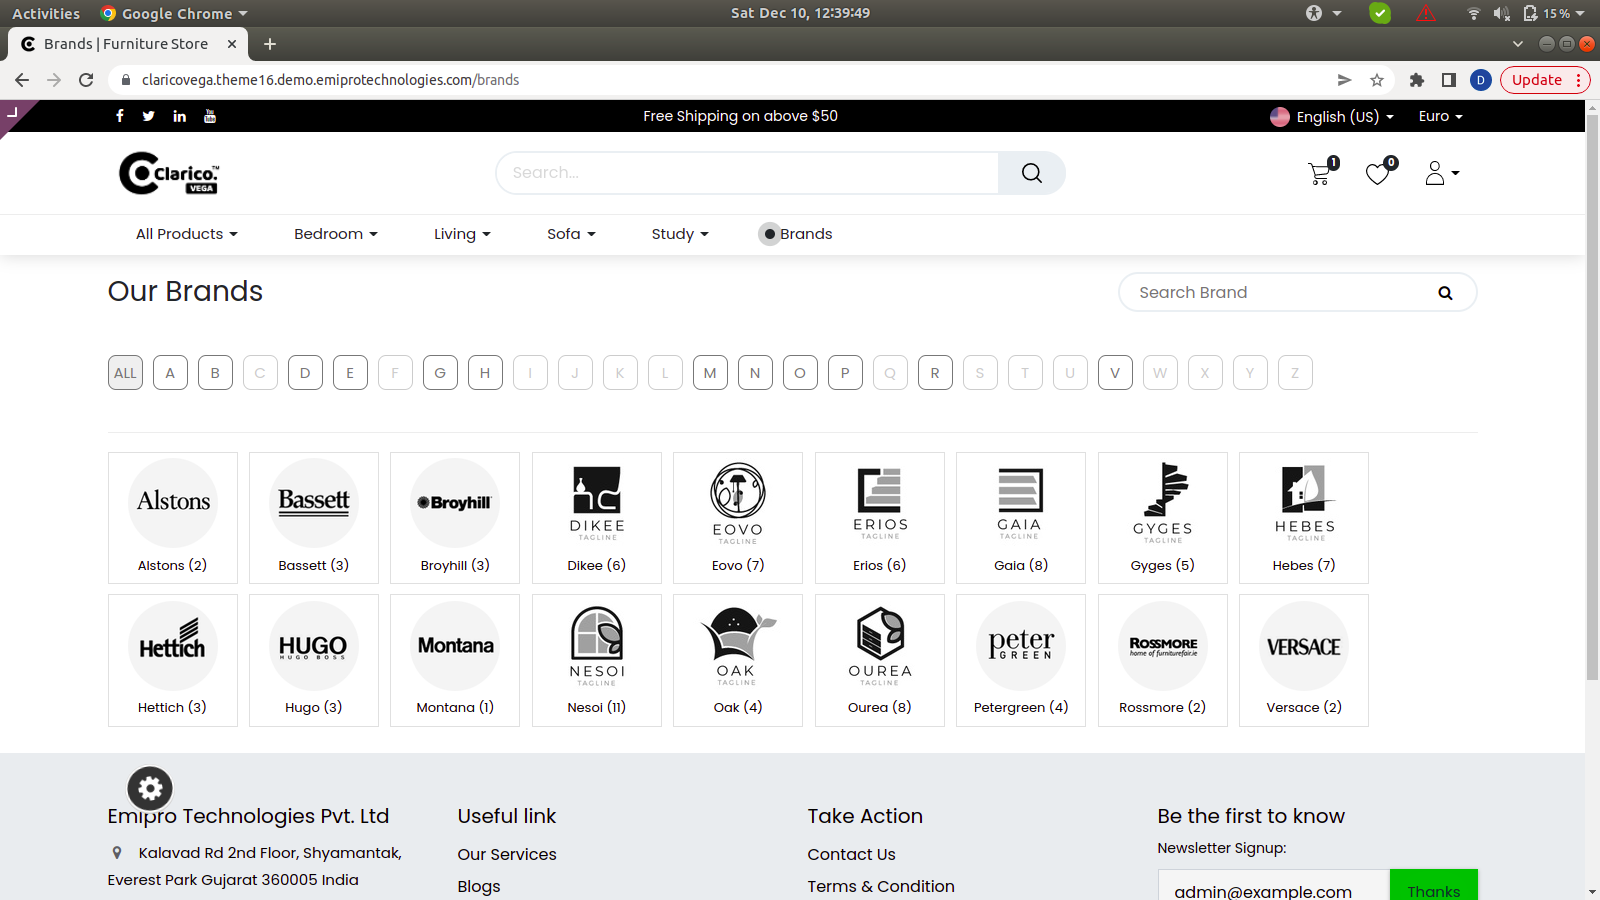 Activities Google Chrome Sat Dec 10, 12:39:49 15%
Brands | Furniture Store
claricovega.theme16.demo.emiprotechnologies.com/brands D Update
Free Shipping on above $50 English (US) Euro
Clarico.™ VEGA Search... 1 0
All Products Bedroom Living Sofa Study Brands
Our Brands Search Brand
ALL A B C D E F G H I J K L M N O P Q R S T U V W X Y Z
Alstons Bassett Broyhill DIKEE TAGLINE EOVO TAGLINE ERIOS TAGLINE GAIA TAGLINE GYGES TAGLINE HEBES TAGLINE
Alstons (2) Bassett (3) Broyhill (3) Dikee (6) Eovo (7) Erios (6) Gaia (8) Gyges (5) Hebes (7)
Hettich HUGO HUGO BOSS Montana NESOI TAGLINE OAK TAGLINE OUREA TAGLINE peter GREEN ROSSMORE home of furniturefair.ie VERSACE
Hettich (3) Hugo (3) Montana (1) Nesoi (11) Oak (4) Ourea (8) Petergreen (4) Rossmore (2) Versace (2)
Emipro Technologies Pvt. Ltd Useful link Take Action Be the first to know
Kalavad Rd 2nd Floor, Shyamantak, Our Services Contact Us Newsletter Signup:
Everest Park Gujarat 360005 India Blogs Terms & Condition admin@example.com Thanks